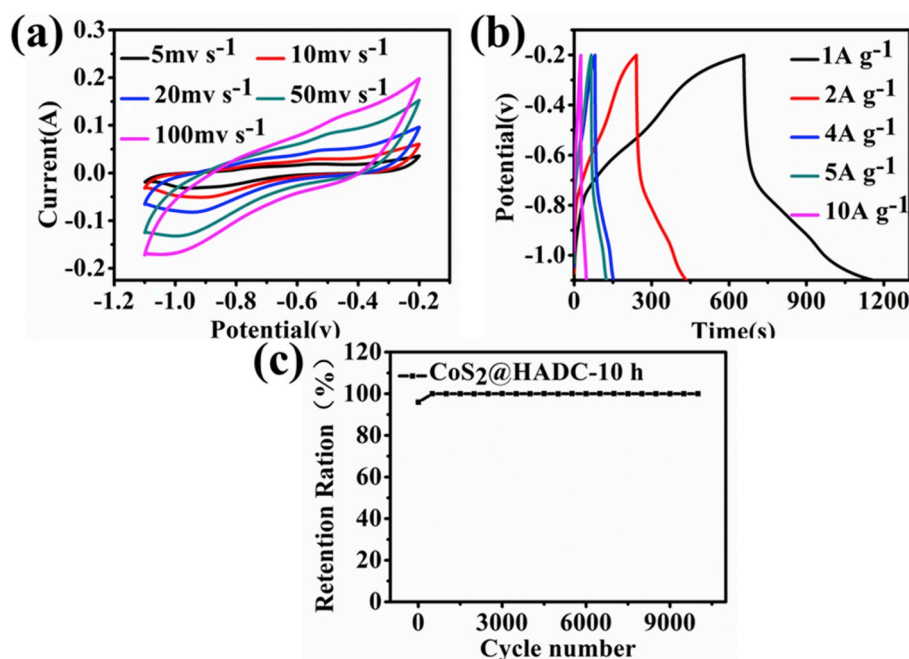 (a)
5mv s⁻¹ 10mv s⁻¹
20mv s⁻¹ 50mv s⁻¹
100mv s⁻¹
Current(A)
0.3
0.2
0.1
0.0
-0.1
-0.2
-1.2 -1.0 -0.8 -0.6 -0.4 -0.2
Potential(v)
(b)
1A g⁻¹
2A g⁻¹
4A g⁻¹
5A g⁻¹
10A g⁻¹
Potential(v)
-0.2
-0.4
-0.6
-0.8
-1.0
0 300 600 900 1200
Time(s)
(c)
CoS₂@HADC-10 h
Retention Ration (%)
120
100
80
60
40
20
0
0 3000 6000 9000
Cycle number